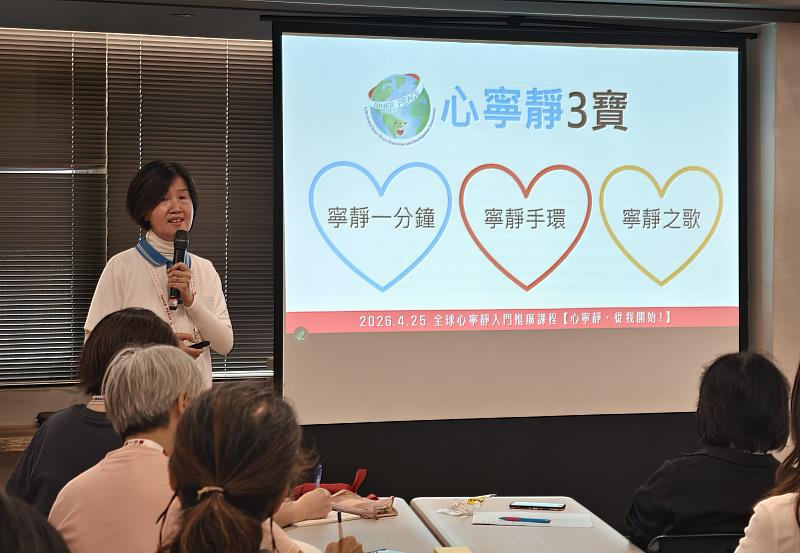 INNER PEACE
心寧靜3寶
寧靜一分鐘
寧靜手環
寧靜之歌
2026.4.25 全球心寧靜入門推廣課程【心寧靜，從我開始！】